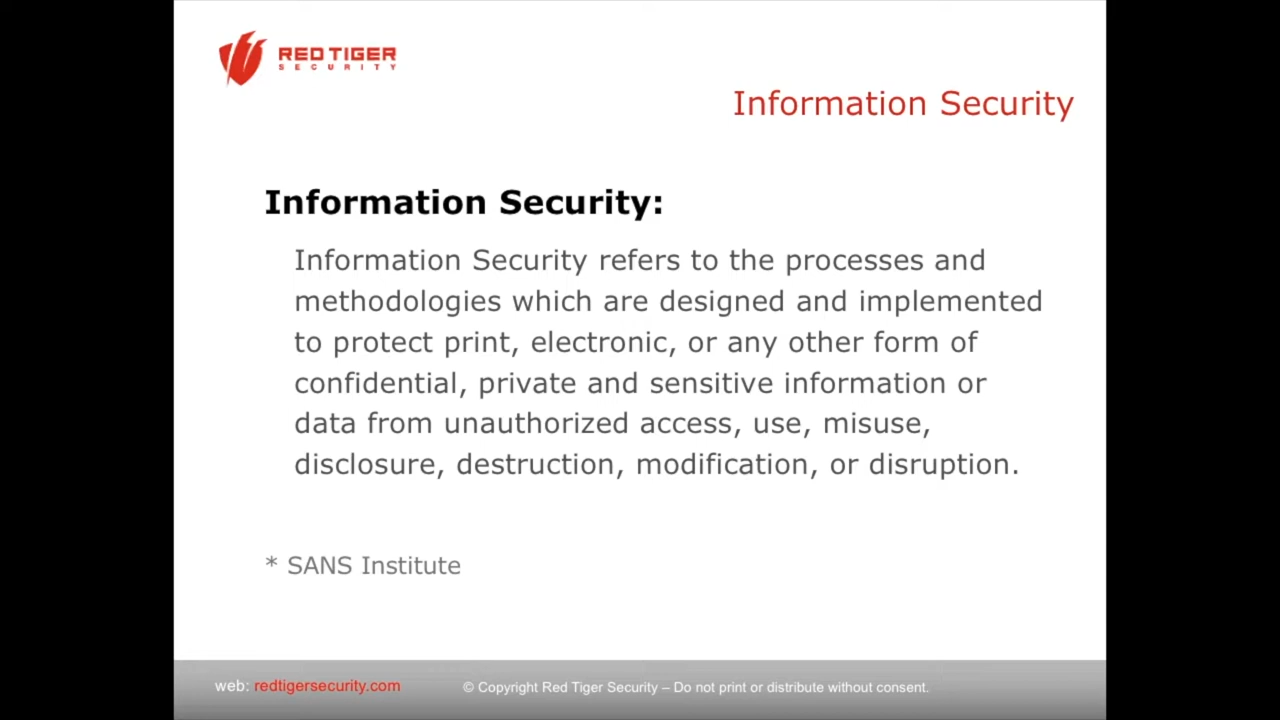 RED TIGER
SECURITY
Information Security
Information Security:
Information Security refers to the processes and
methodologies which are designed and implemented
to protect print, electronic, or any other form of
confidential, private and sensitive information or
data from unauthorized access, use, misuse,
disclosure, destruction, modification, or disruption.
* SANS Institute
web: redtigersecurity.com
© Copyright Red Tiger Security – Do not print or distribute without consent.